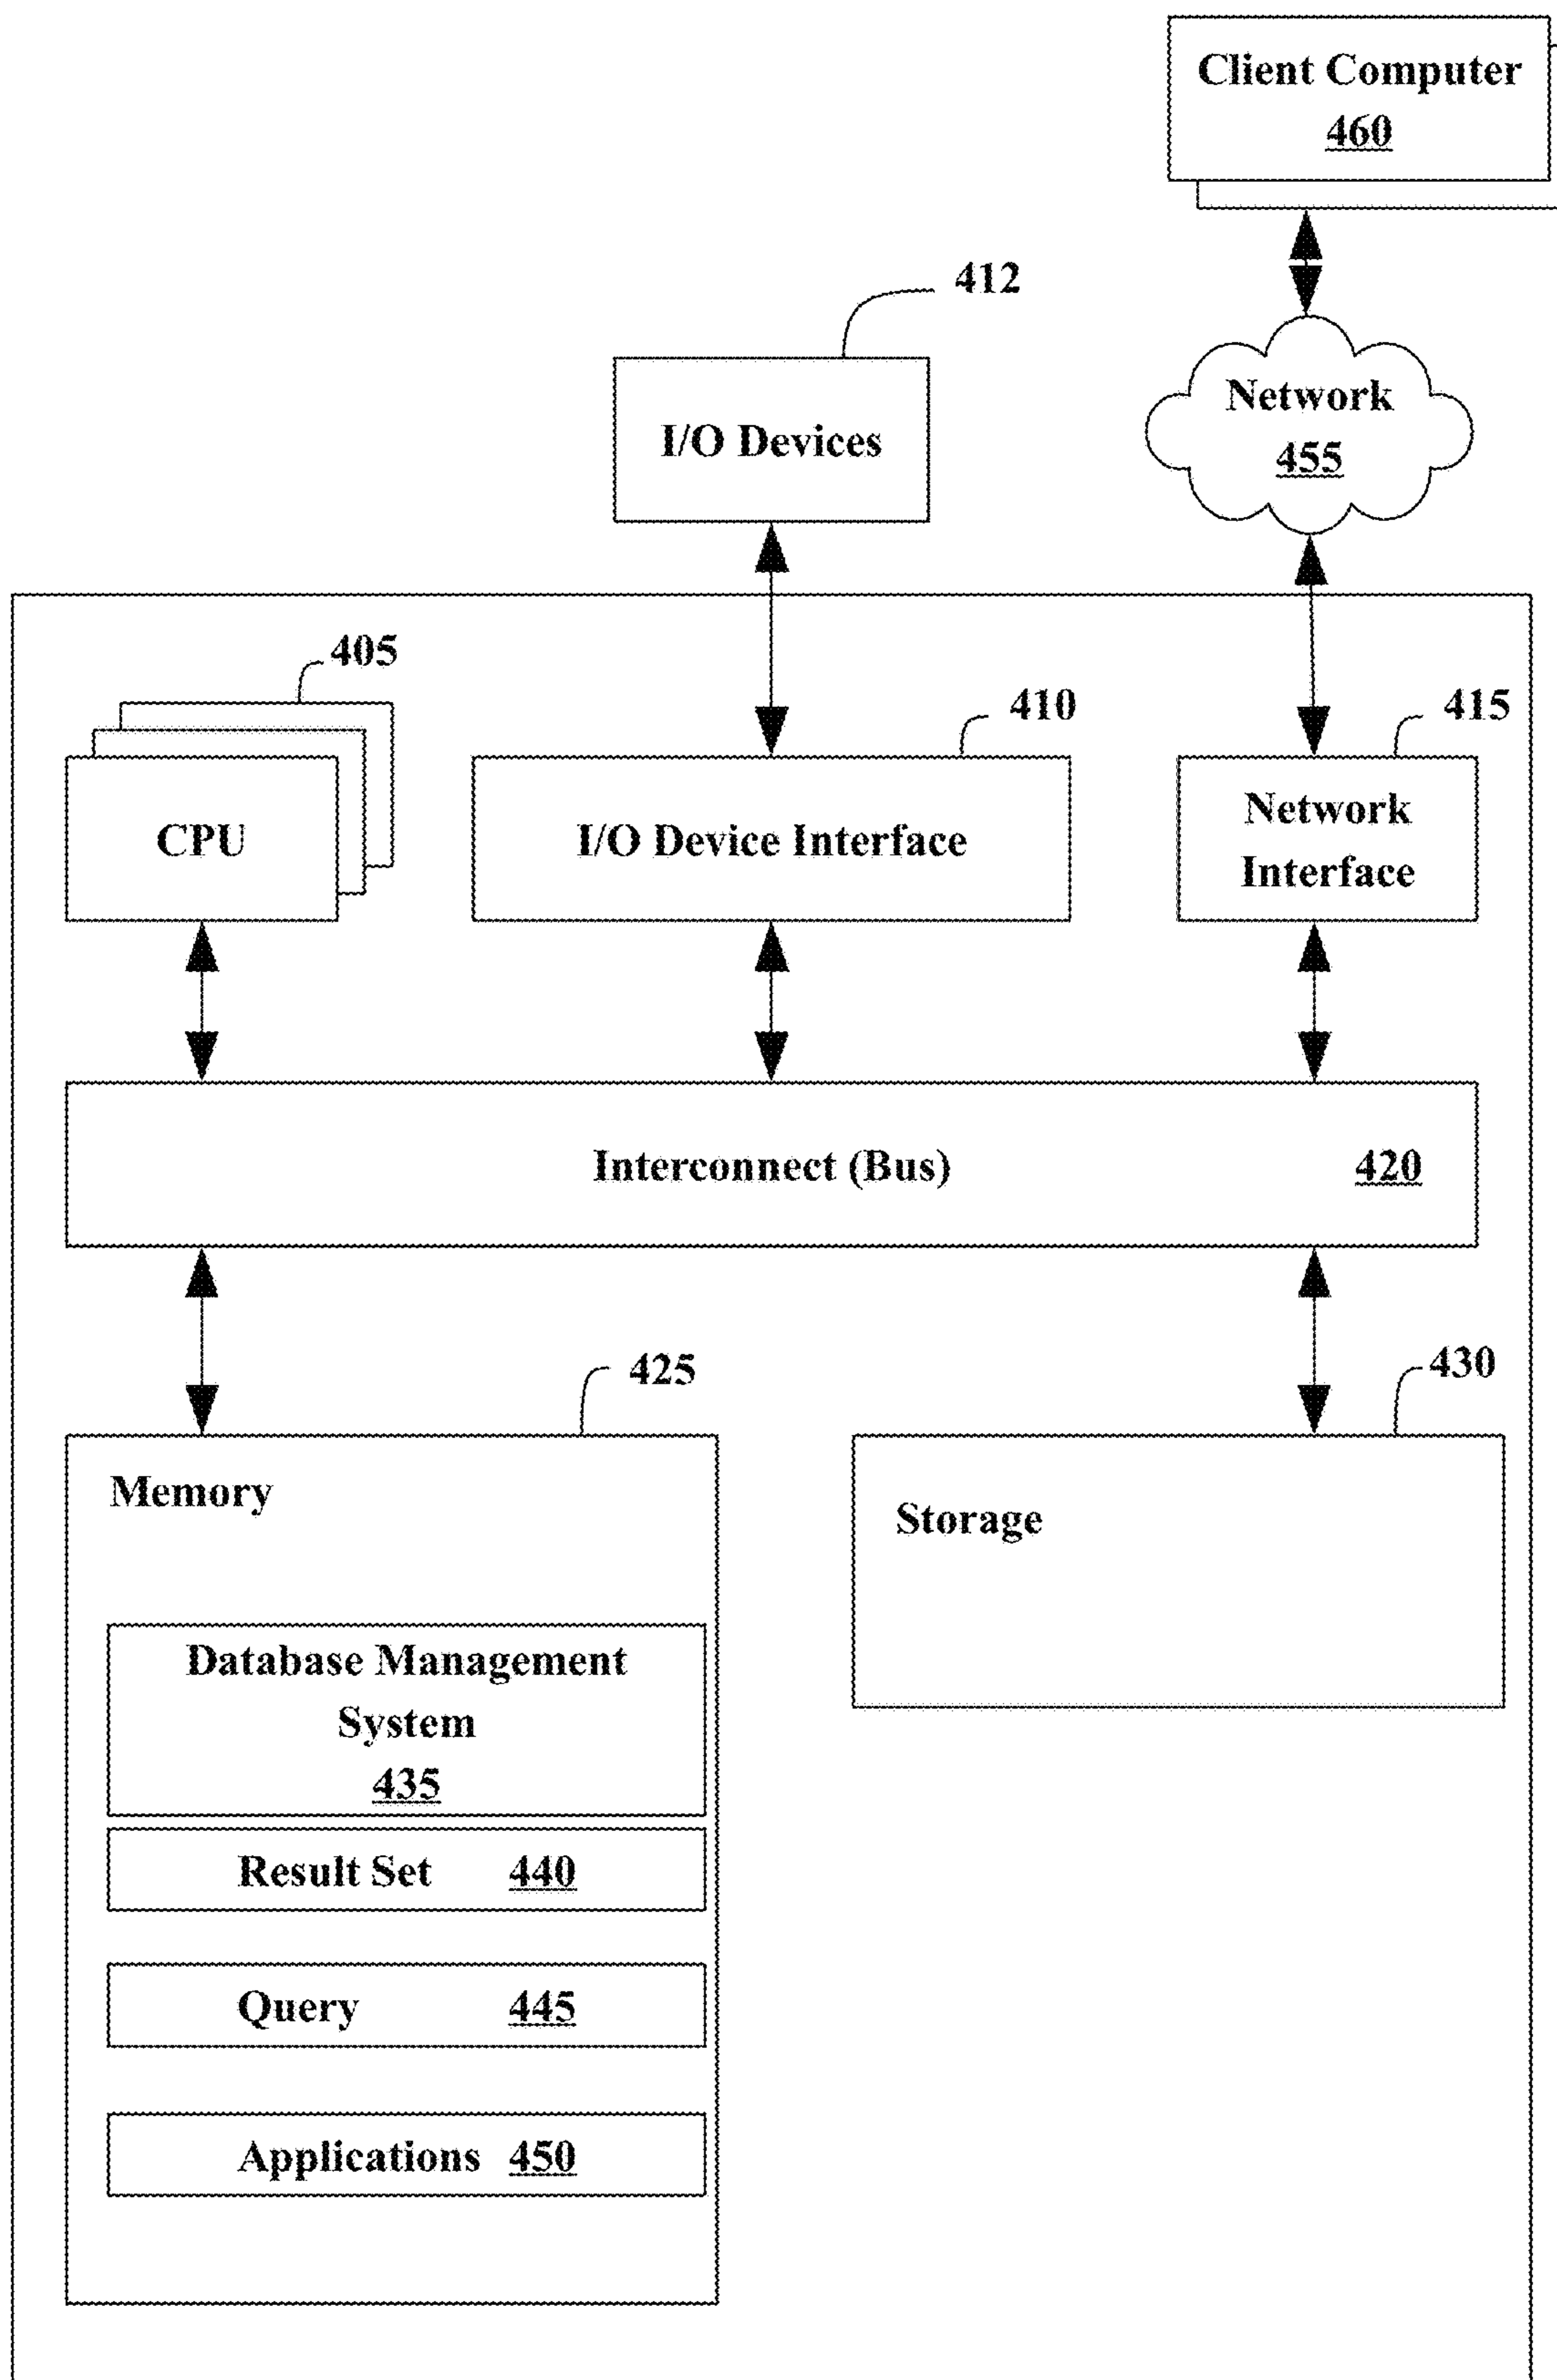 Client Computer
460
412
I/O Devices
Network
455
405
410
415
CPU
I/O Device Interface
Network
Interface
Interconnect (Bus)
420
425
430
Memory
Storage
Database Management
System
435
Result Set 440
Query 445
Applications 450